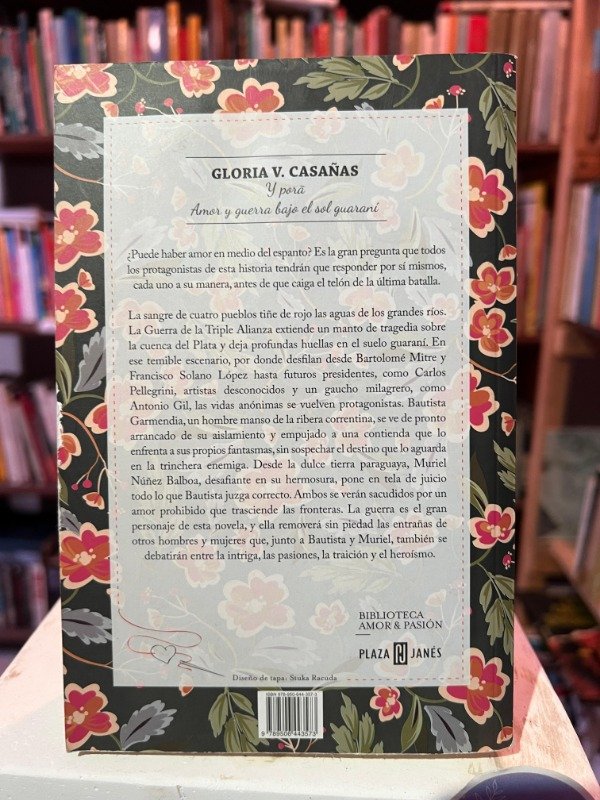 GLORIA V. CASAÑAS
Y porã
Amor y guerra bajo el sol guaraní
¿Puede haber amor en medio del espanto? Es la gran pregunta que todos
los protagonistas de esta historia tendrán que responder por sí mismos,
cada uno a su manera, antes de que caiga el telón de la última batalla.
La sangre de cuatro pueblos tiñe de rojo las aguas de los grandes ríos.
La Guerra de la Triple Alianza extiende un manto de tragedia sobre
la cuenca del Plata y deja profundas huellas en el suelo guaraní. En
ese temible escenario, por donde desfilan desde Bartolomé Mitre y
Francisco Solano López hasta futuros presidentes, como Carlos
Pellegrini, artistas desconocidos y un gaucho milagrero, como
Antonio Gil, las vidas anónimas se vuelven protagonistas. Bautista
Garmendia, un hombre manso de la ribera correntina, se ve de pronto
arrancado de su aislamiento y empujado a una contienda que lo
enfrenta a sus propios fantasmas, sin sospechar el destino que lo aguarda
en la trinchera enemiga. Desde la dulce tierra paraguaya, Muriel
Núñez Balboa, desafiante en su hermosura, pone en tela de juicio
todo lo que Bautista juzga correcto. Ambos se verán sacudidos por un
amor prohibido que trasciende las fronteras. La guerra es el gran
personaje de esta novela, y ella removerá sin piedad las entrañas de
otros hombres y mujeres que, junto a Bautista y Muriel, también se
debatirán entre la intriga, las pasiones, la traición y el heroísmo.
BIBLIOTECA
AMOR & PASIÓN
PLAZA JANÉS
Diseño de tapa: Stuka Racuda
ISBN 978-950-644-357-3
9789506443573